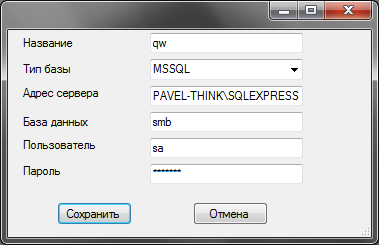 Название qw
Тип базы MSSQL
Адрес сервера PAVEL-THINK\SQLEXPRESS
База данных smb
Пользователь sa
Пароль *******
Сохранить Отмена